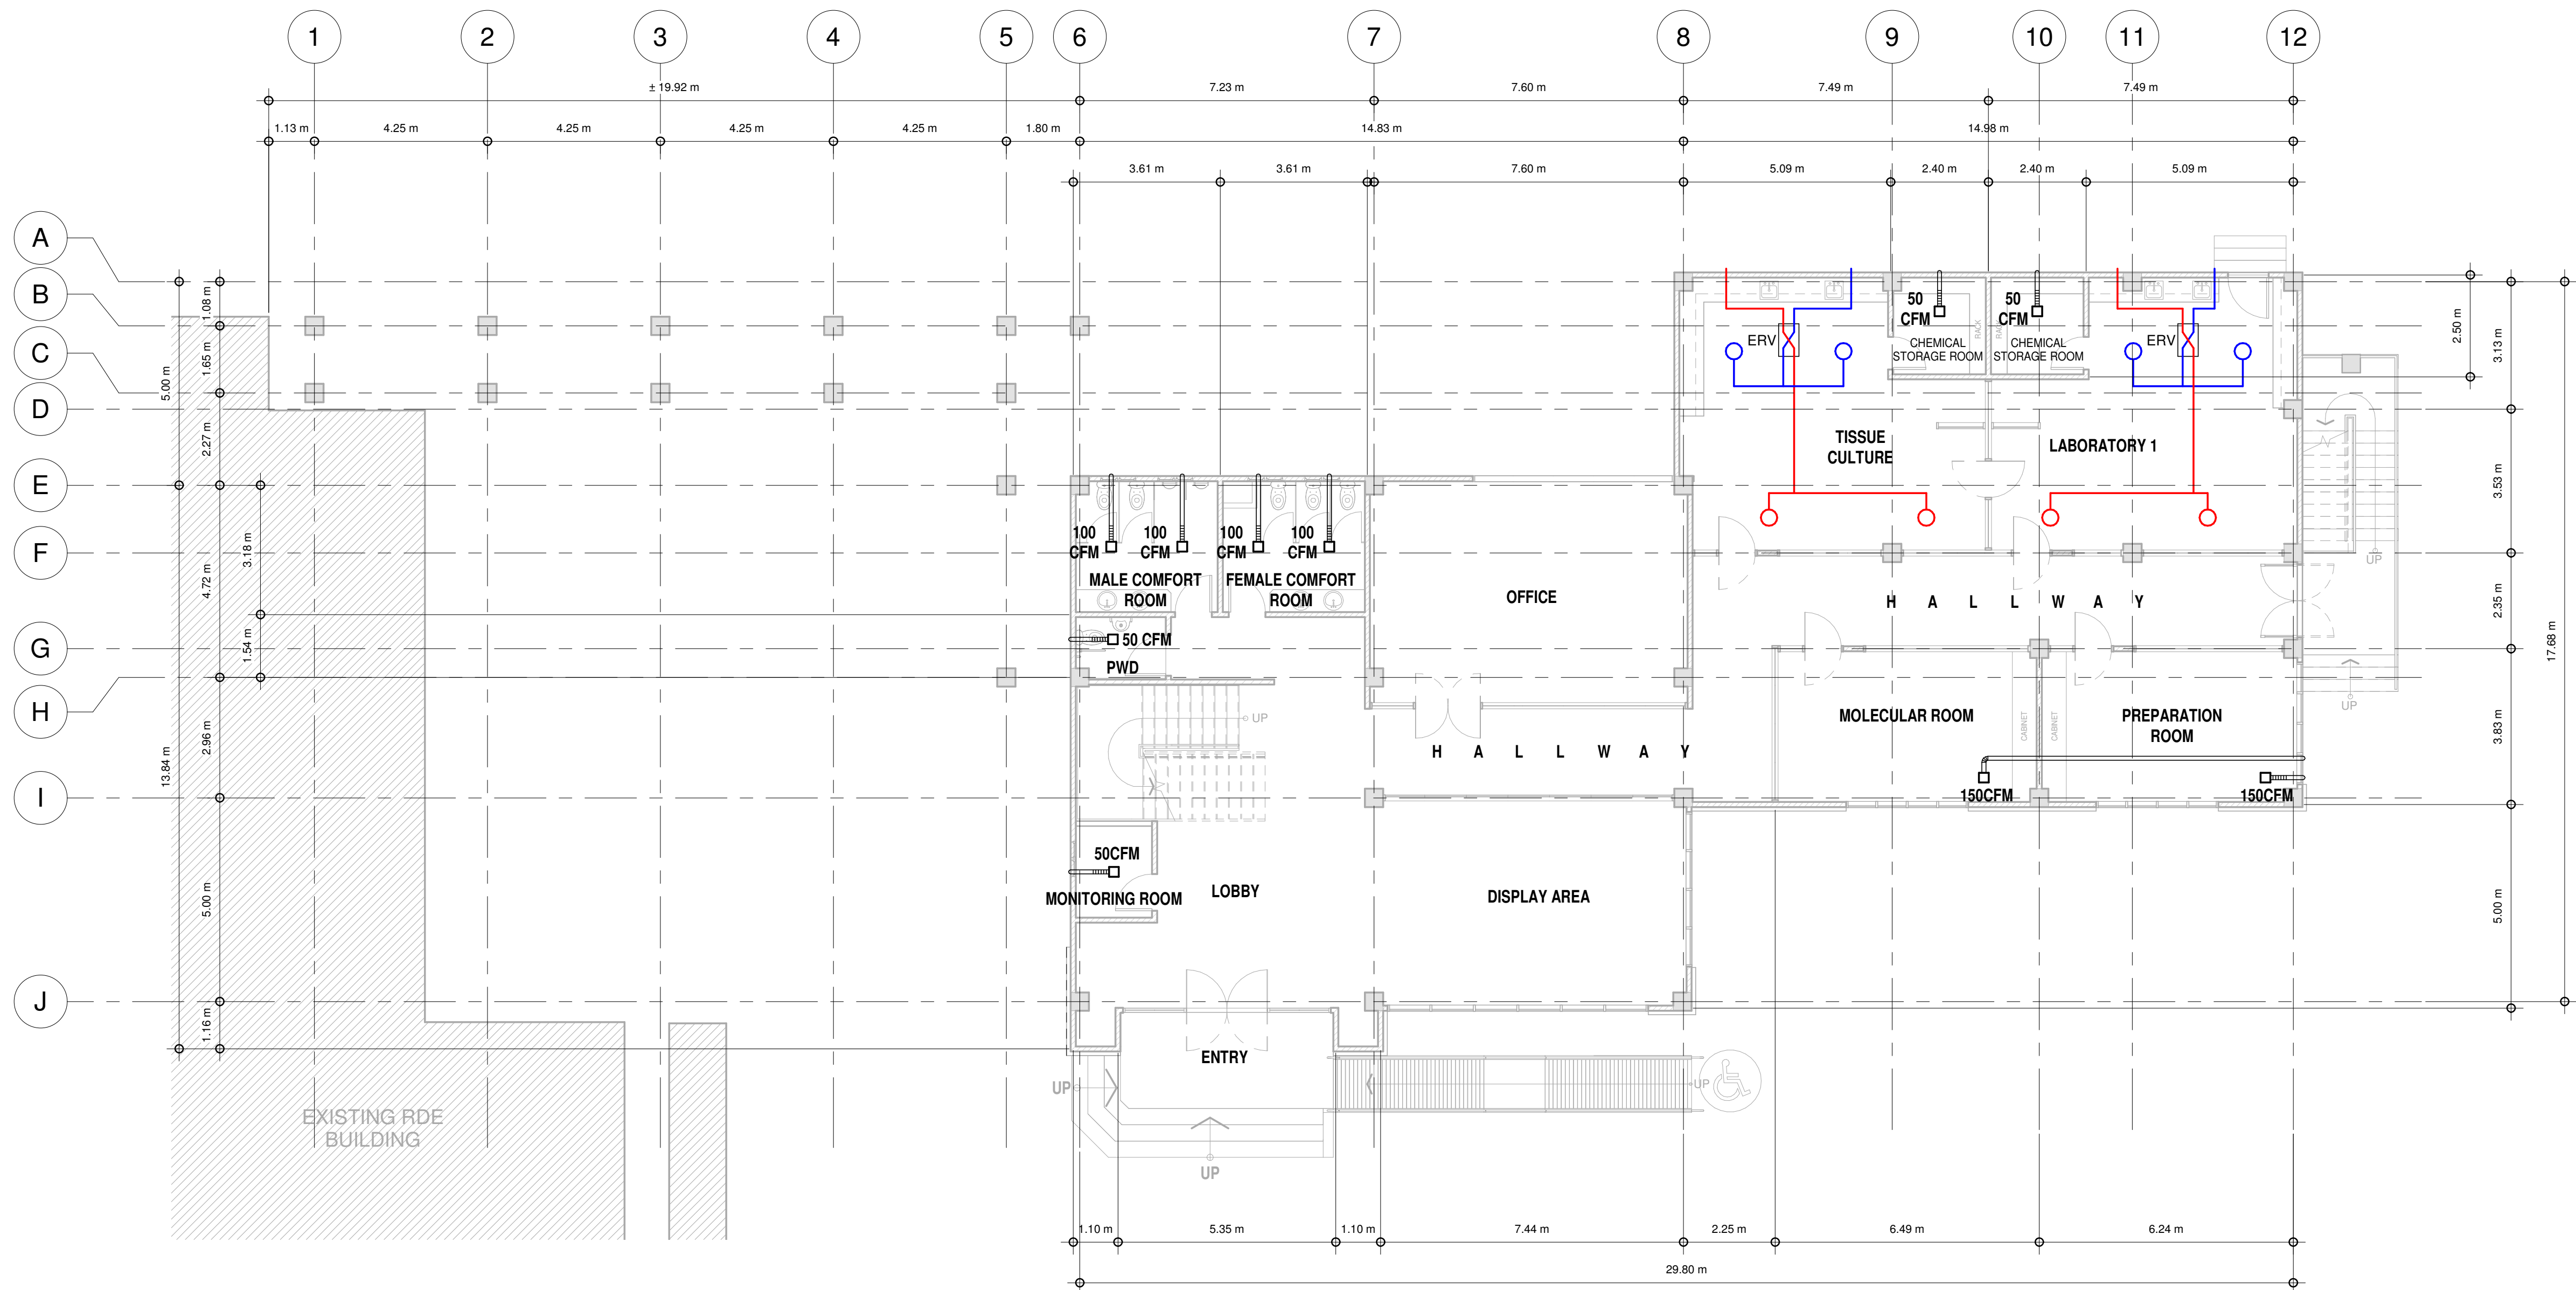 1 2 3 4 5 6 7 8 9 10 11 12
± 19.92 m 7.23 m 7.60 m 7.49 m 7.49 m
1.13 m 4.25 m 4.25 m 4.25 m 4.25 m 1.80 m 14.83 m 14.98 m
3.61 m 3.61 m 7.60 m 5.09 m 2.40 m 2.40 m 5.09 m
A
B
C
D
E
F
G
H
I
J
1.08 m
1.65 m
5.00 m
2.27 m
3.18 m
4.72 m
1.54 m
2.96 m
13.84 m
5.00 m
1.16 m
50
CFM
50
CFM
RACK
RACK
ERV
ERV
CHEMICAL
STORAGE ROOM
CHEMICAL
STORAGE ROOM
TISSUE
CULTURE
LABORATORY 1
100
CFM
100
CFM
100
CFM
100
CFM
MALE COMFORT
ROOM
FEMALE COMFORT
ROOM
OFFICE
HALLWAY
UP
50 CFM
PWD
UP
HALLWAY
MOLECULAR ROOM
CABINET
CABINET
PREPARATION
ROOM
UP
150CFM
150CFM
50CFM
MONITORING ROOM
LOBBY
DISPLAY AREA
ENTRY
UP
UP
UP
EXISTING RDE
BUILDING
2.50 m
3.13 m
3.53 m
2.35 m
17.68 m
3.83 m
5.00 m
1.10 m 5.35 m 1.10 m 7.44 m 2.25 m 6.49 m 6.24 m
29.80 m